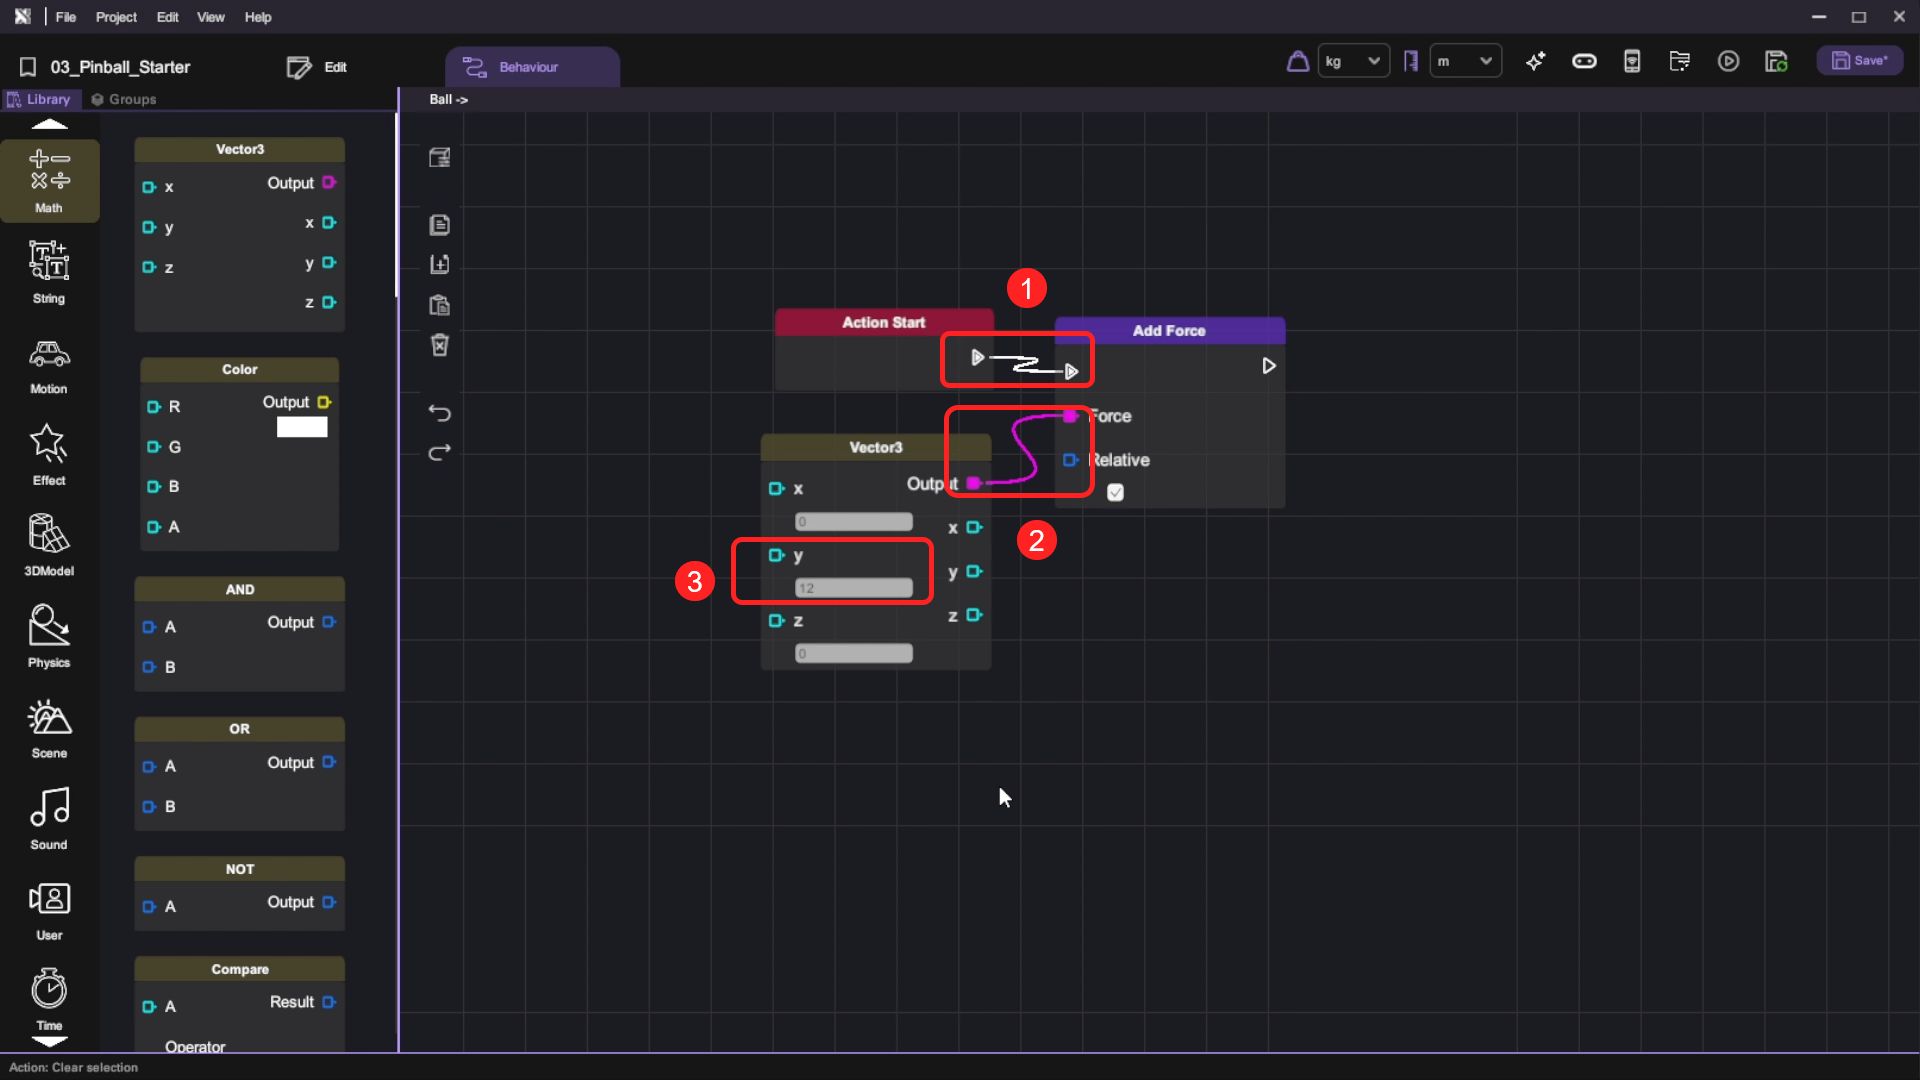 File Project Edit View Help
03_Pinball_Starter
Edit
Behaviour
kg
m
Save*
Library
Groups
Ball ->
Math
String
Motion
Effect
3DModel
Physics
Scene
Sound
User
Time
Vector3
x Output
y x
z y
z
Color
R Output
G
B
A
AND
A Output
B
OR
A Output
B
NOT
A Output
Compare
A Result
Operator
1
Action Start
Add Force
Force
Relative
Vector3
x Output
0
x
2
y
3
12
y
z
z
0
Action: Clear selection